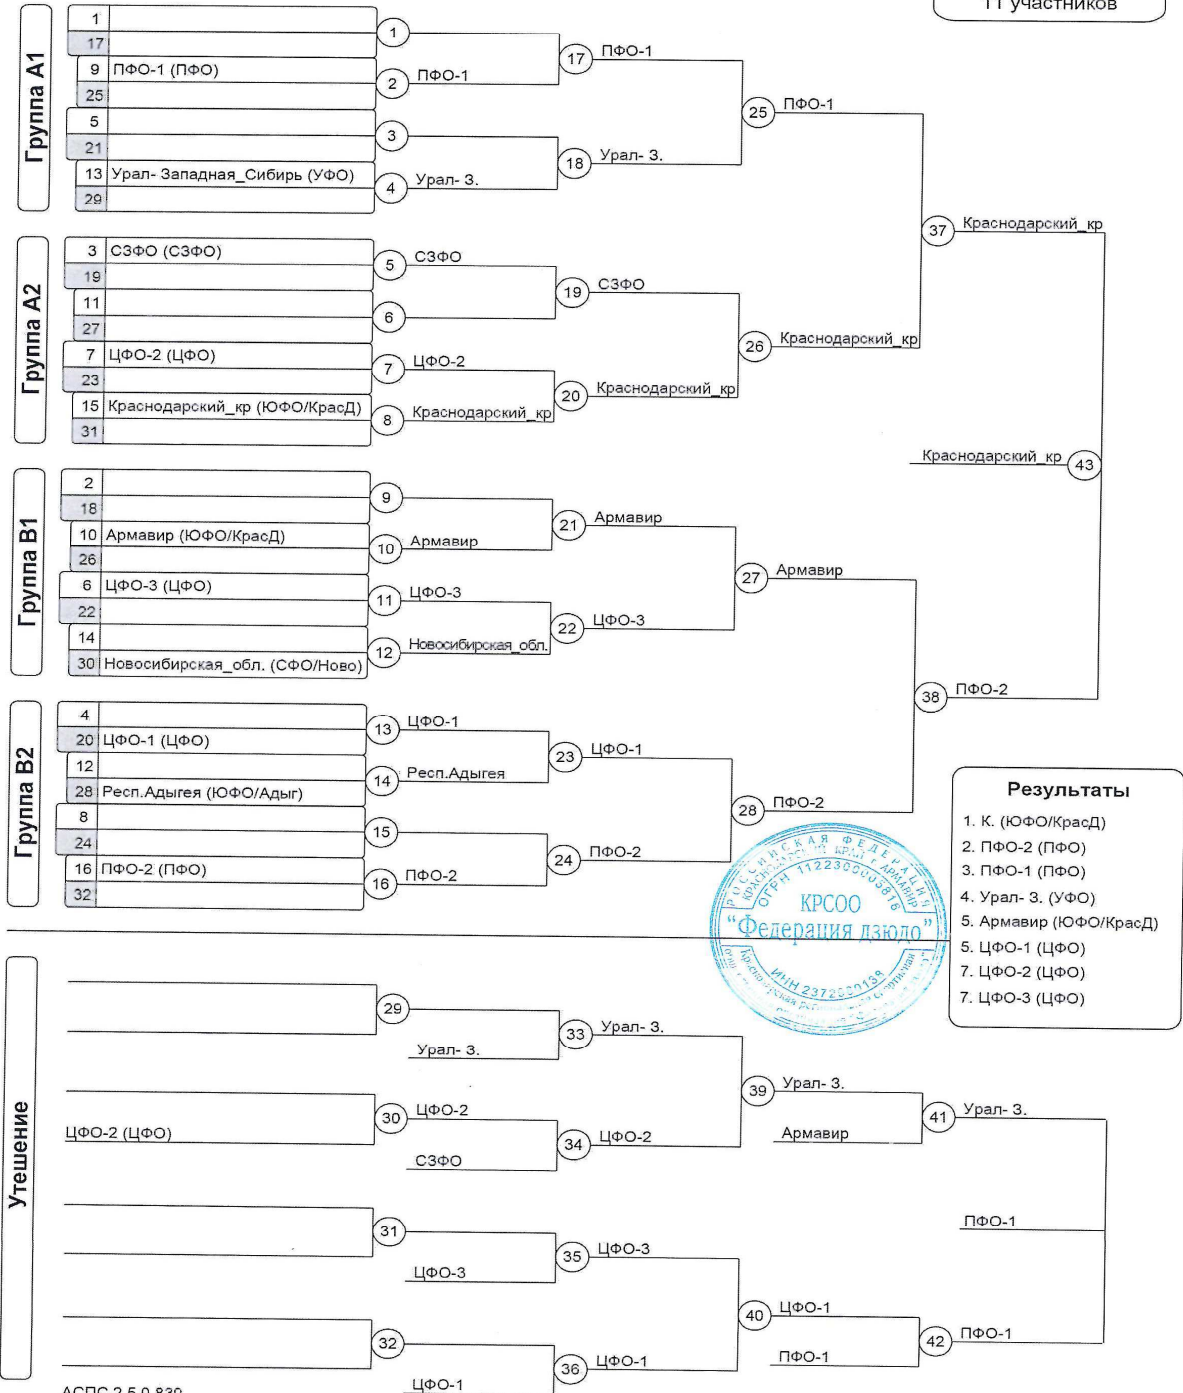 11 участников
Группа A1
1
17
9 ПФО-1 (ПФО)
25
5
21
13 Урал- Западная_Сибирь (УФО)
29
1
2 ПФО-1
3
4 Урал- З.
17 ПФО-1
18 Урал- З.
25 ПФО-1
37 Краснодарский_кр
Группа A2
3 СЗФО (СЗФО)
19
11
27
7 ЦФО-2 (ЦФО)
23
15 Краснодарский_кр (ЮФО/КрасД)
31
5 СЗФО
6
7 ЦФО-2
8 Краснодарский_кр
19 СЗФО
20 Краснодарский_кр
26 Краснодарский_кр
Краснодарский_кр 43
Группа B1
2
18
10 Армавир (ЮФО/КрасД)
26
6 ЦФО-3 (ЦФО)
22
14
30 Новосибирская_обл. (СФО/Ново)
9
10 Армавир
11 ЦФО-3
12 Новосибирская_обл.
21 Армавир
22 ЦФО-3
27 Армавир
38 ПФО-2
Группа B2
4
20 ЦФО-1 (ЦФО)
12
28 Респ.Адыгея (ЮФО/Адыг)
8
24
16 ПФО-2 (ПФО)
32
13 ЦФО-1
14 Респ.Адыгея
15
16 ПФО-2
23 ЦФО-1
24 ПФО-2
28 ПФО-2
Результаты
1. К. (ЮФО/КрасД)
2. ПФО-2 (ПФО)
3. ПФО-1 (ПФО)
4. Урал- З. (УФО)
5. Армавир (ЮФО/КрасД)
5. ЦФО-1 (ЦФО)
7. ЦФО-2 (ЦФО)
7. ЦФО-3 (ЦФО)
РОССИЙСКАЯ ФЕДЕРАЦИЯ
КРАСНОДАРСКИЙ КРАЙ Г.АРМАВИР
ОГРН
КРСОО
"Федерация дзюдо"
ИНН
Утешение
29
Урал- З.
33 Урал- З.
ЦФО-2 (ЦФО)
30 ЦФО-2
СЗФО
34 ЦФО-2
39 Урал- З.
Армавир
41 Урал- З.
ПФО-1
31
ЦФО-3
35 ЦФО-3
32
ЦФО-1
36 ЦФО-1
40 ЦФО-1
ПФО-1
42 ПФО-1
АСПС 2.5.0.839